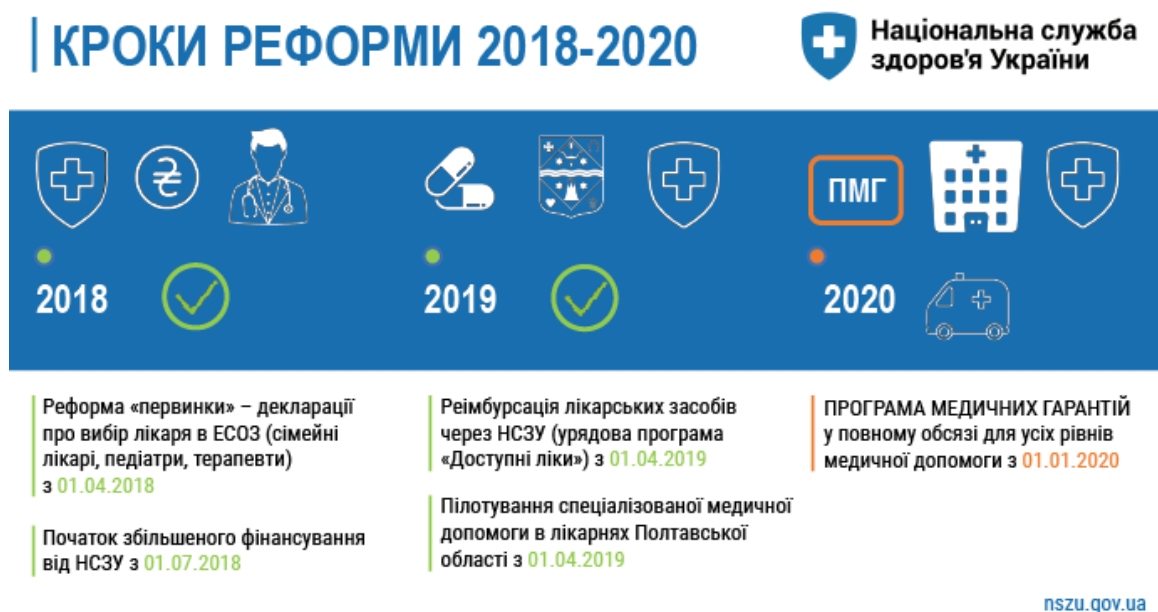 КРОКИ РЕФОРМИ 2018-2020
Національна служба
здоров'я України
ПМГ
2018
2019
2020
Реформа «первинки» – декларації
про вибір лікаря в ЕСОЗ (сімейні
лікарі, педіатри, терапевти)
з 01.04.2018
Початок збільшеного фінансування
від НСЗУ з 01.07.2018
Реімбурсація лікарських засобів
через НСЗУ (урядова програма
«Доступні ліки») з 01.04.2019
Пілотування спеціалізованої медичної
допомоги в лікарнях Полтавської
області з 01.04.2019
ПРОГРАМА МЕДИЧНИХ ГАРАНТІЙ
у повному обсязі для усіх рівнів
медичної допомоги з 01.01.2020
nszu.gov.ua